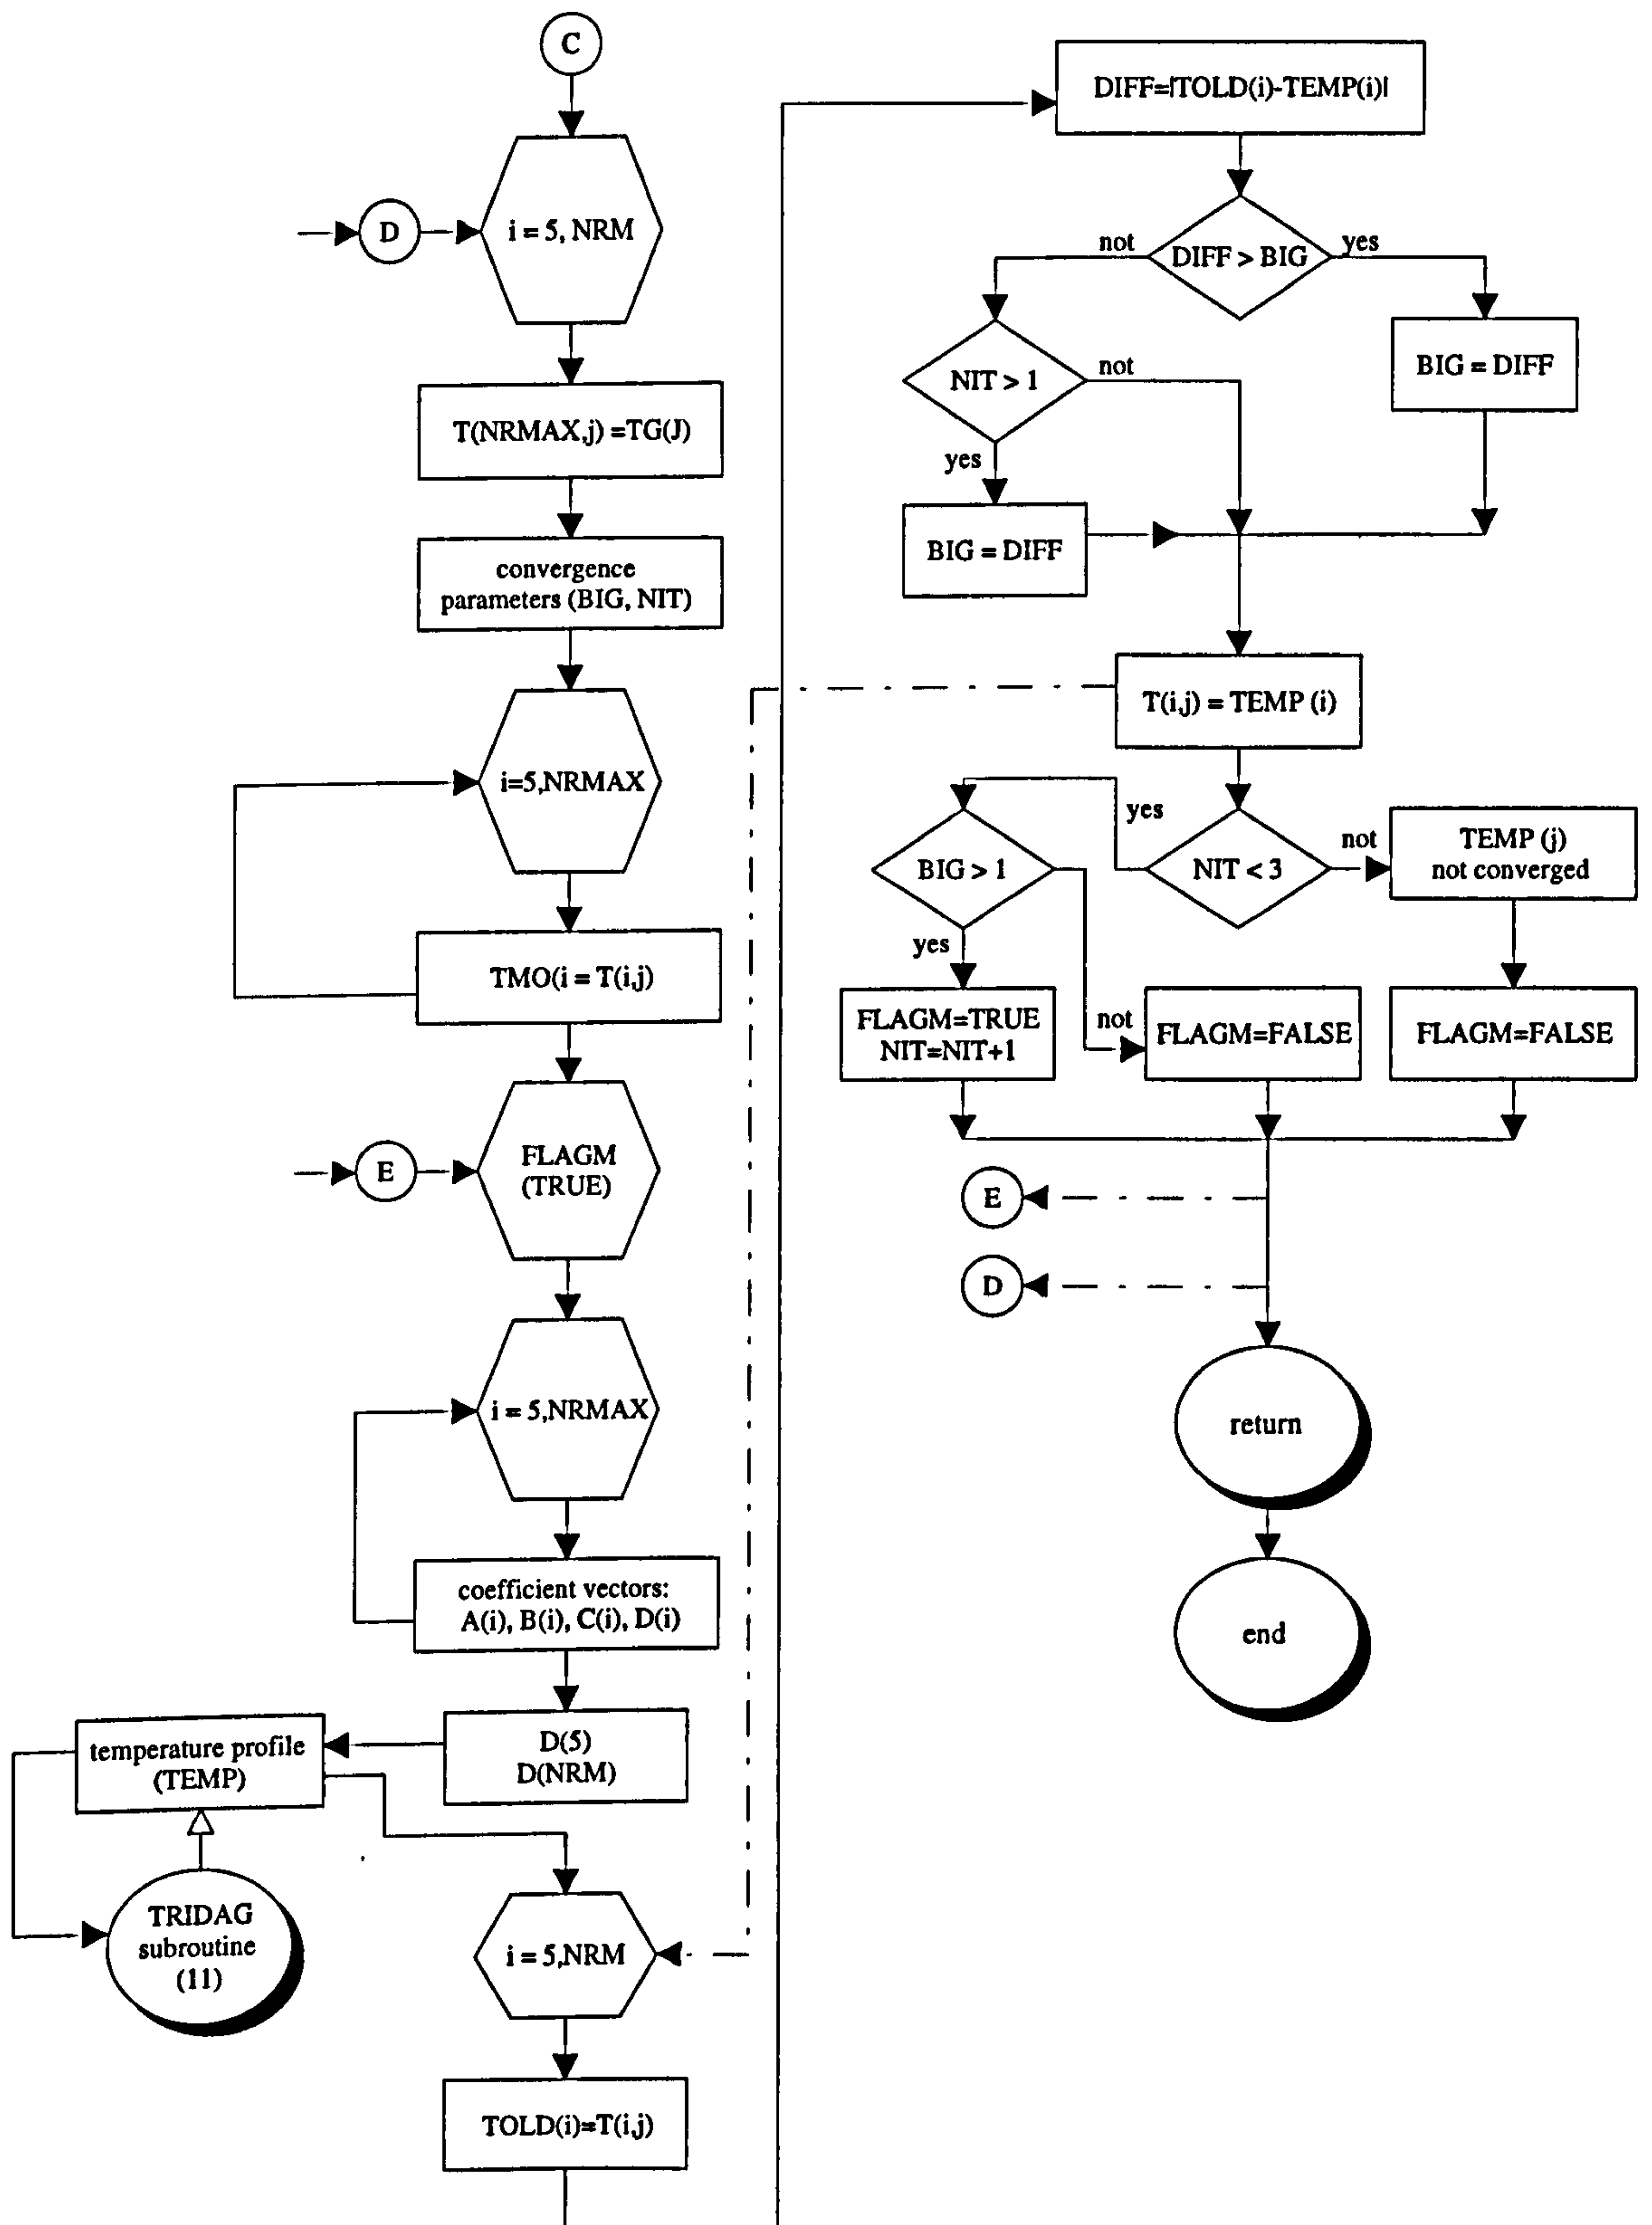 C
D
i = 5, NRM
T(NRMAX,j) =TG(J)
convergence
parameters (BIG, NIT)
i=5,NRMAX
TMO(i = T(i,j)
E
FLAGM
(TRUE)
i = 5,NRMAX
coefficient vectors:
A(i), B(i), C(i), D(i)
D(5)
D(NRM)
temperature profile
(TEMP)
TRIDAG
subroutine
(11)
i = 5,NRM
TOLD(i)=T(i,j)
DIFF=|TOLD(i)-TEMP(i)|
DIFF > BIG
not
yes
NIT > 1
not
yes
BIG = DIFF
BIG = DIFF
T(i,j) = TEMP (i)
NIT < 3
yes
not
TEMP (j)
not converged
BIG > 1
yes
not
FLAGM=TRUE
NIT=NIT+1
FLAGM=FALSE
FLAGM=FALSE
E
D
return
end